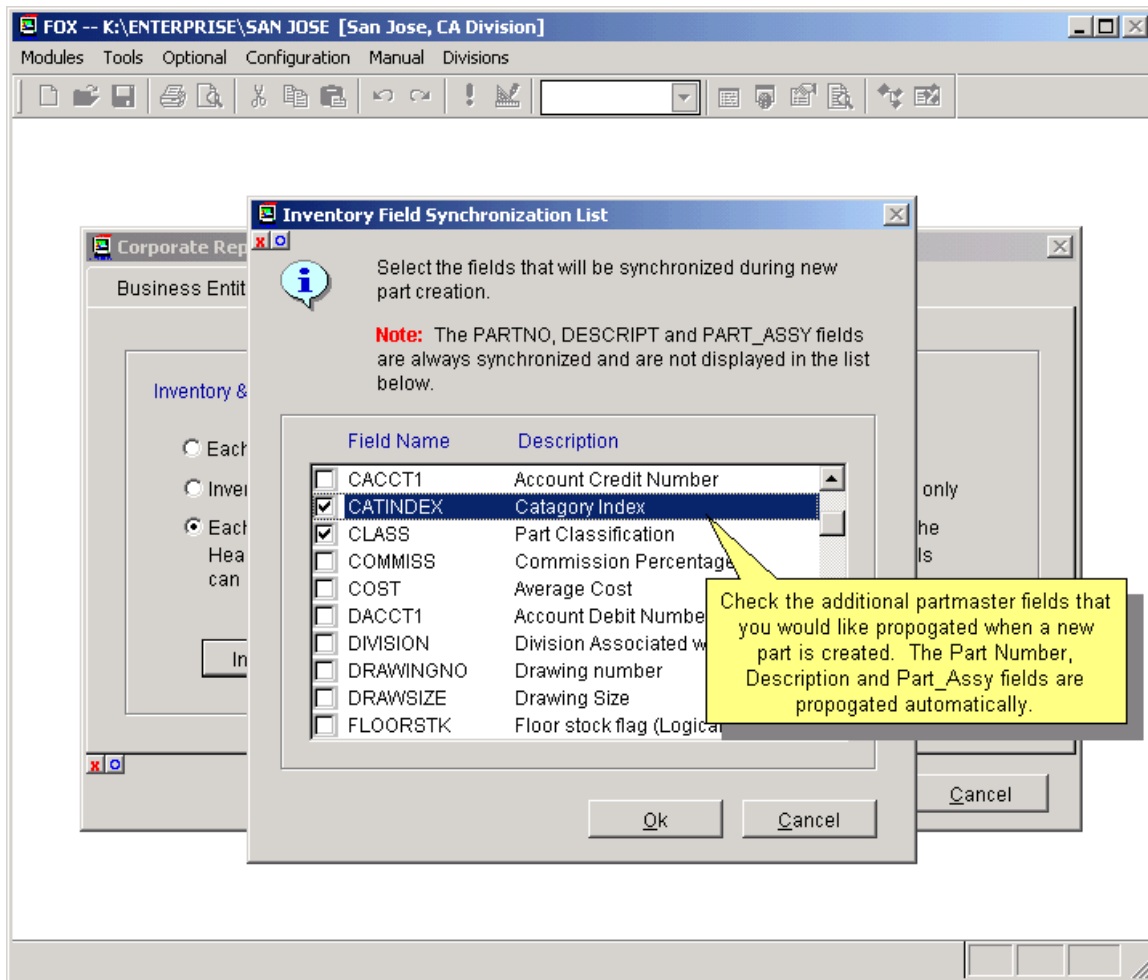 FOX -- K:\ENTERPRISE\SAN JOSE [San Jose, CA Division]
Modules Tools Optional Configuration Manual Divisions
Inventory Field Synchronization List
Corporate Rep
Business Entit
Select the fields that will be synchronized during new
part creation.
Note: The PARTNO, DESCRIPT and PART_ASSY fields
are always synchronized and are not displayed in the list
below.
Inventory &
Each
Inver
only
Each
he
Hea
ls
can
In
Field Name Description
CACCT1 Account Credit Number
CATINDEX Catagory Index
CLASS Part Classification
COMMISS Commission Percentage
COST Average Cost
DACCT1 Account Debit Numbe
DIVISION Division Associated w
DRAWINGNO Drawing number
DRAWSIZE Drawing Size
FLOORSTK Floor stock flag (Logica
Check the additional partmaster fields that
you would like propogated when a new
part is created. The Part Number,
Description and Part_Assy fields are
propogated automatically.
Ok Cancel
Cancel